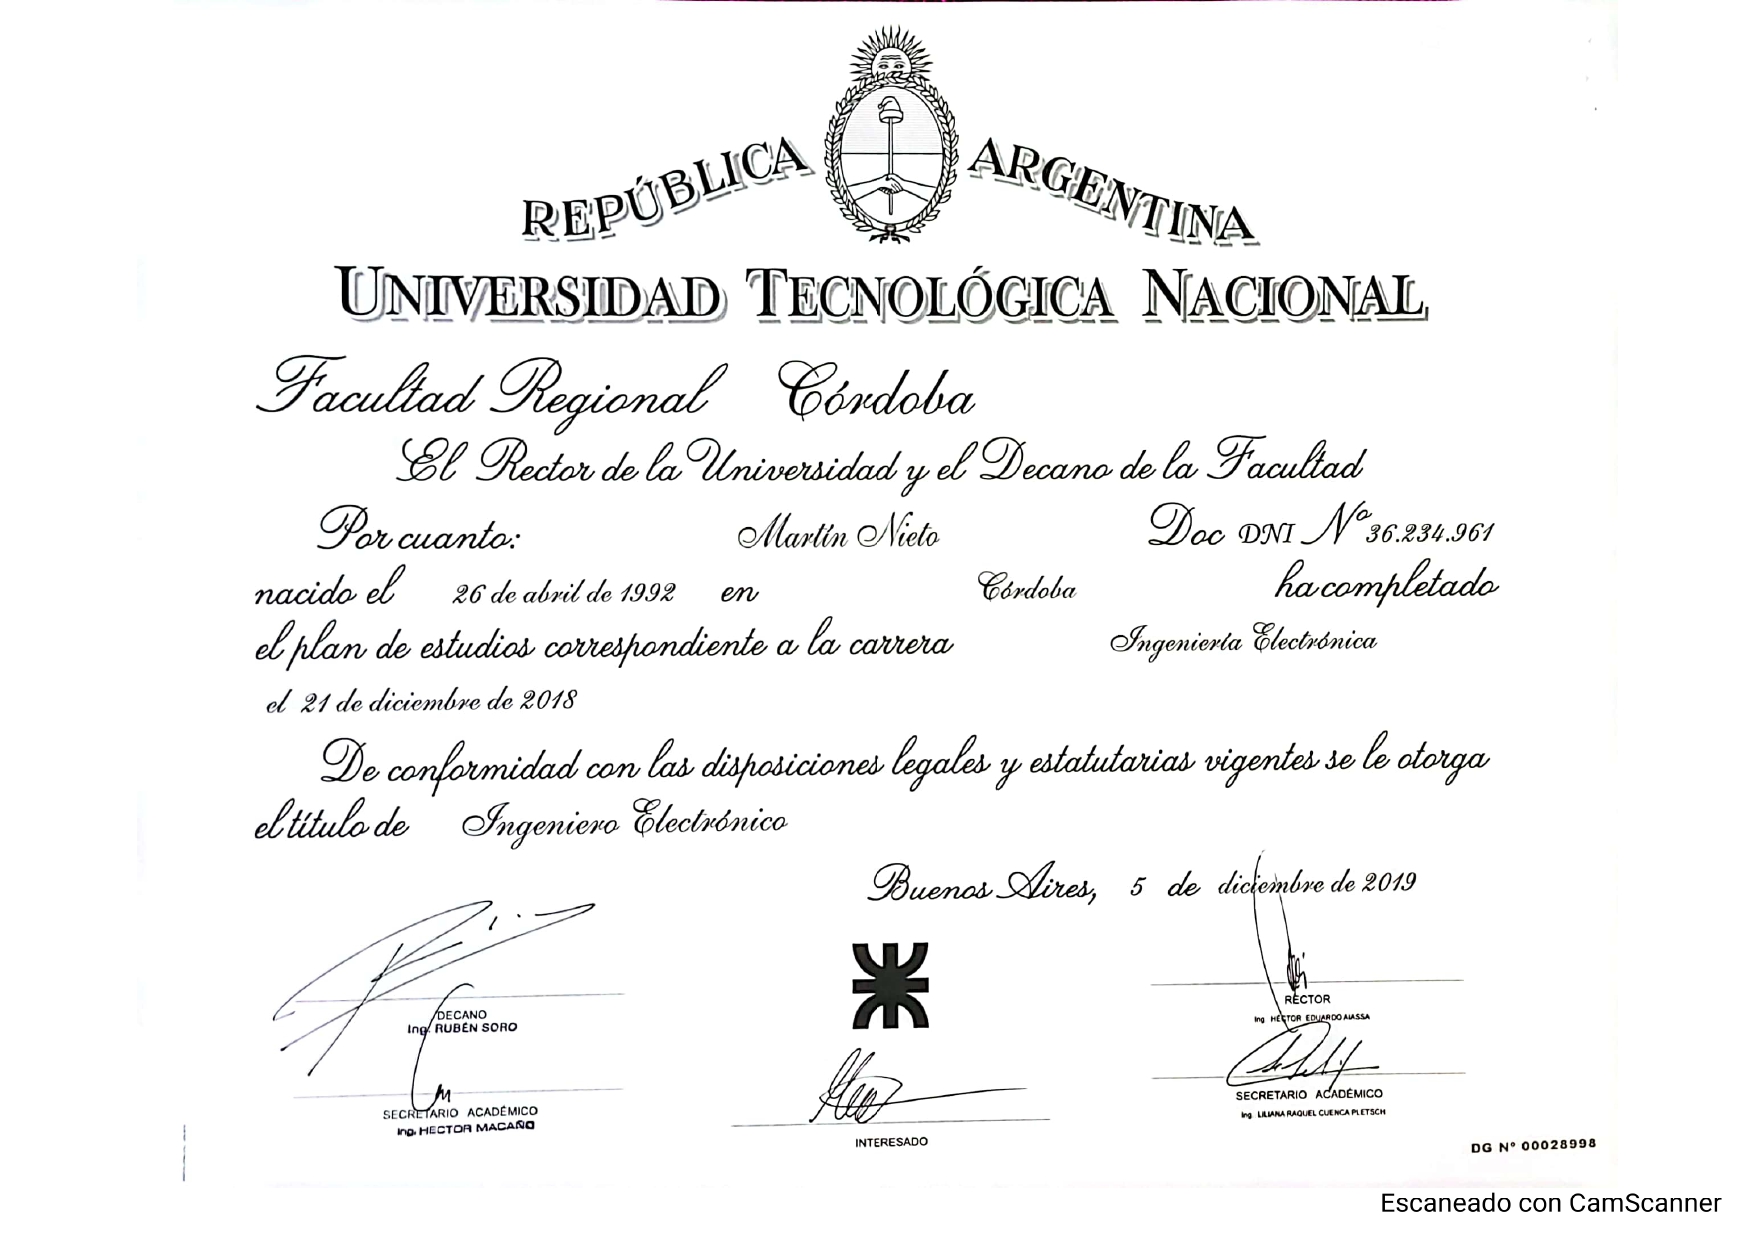 REPÚBLICA ARGENTINA
UNIVERSIDAD TECNOLÓGICA NACIONAL
Facultad Regional Córdoba
El Rector de la Universidad y el Decano de la Facultad
Por cuanto: Martín Nieto Doc DNI Nº 36.234.961
nacido el 26 de abril de 1992 en Córdoba ha completado
el plan de estudios correspondiente a la carrera Ingeniería Electrónica
el 21 de diciembre de 2018
De conformidad con las disposiciones legales y estatutarias vigentes se le otorga
el título de Ingeniero Electrónico
Buenos Aires, 5 de diciembre de 2019
DECANO
Ing. RUBÉN SORO
RECTOR
Ing HÉCTOR EDUARDO AIASSA
SECRETARIO ACADÉMICO
Ing. HECTOR MACAÑO
SECRETARIO ACADÉMICO
Ing. LILIANA RAQUEL CUENCA PLETSCH
INTERESADO
DG Nº 00028998
Escaneado con CamScanner